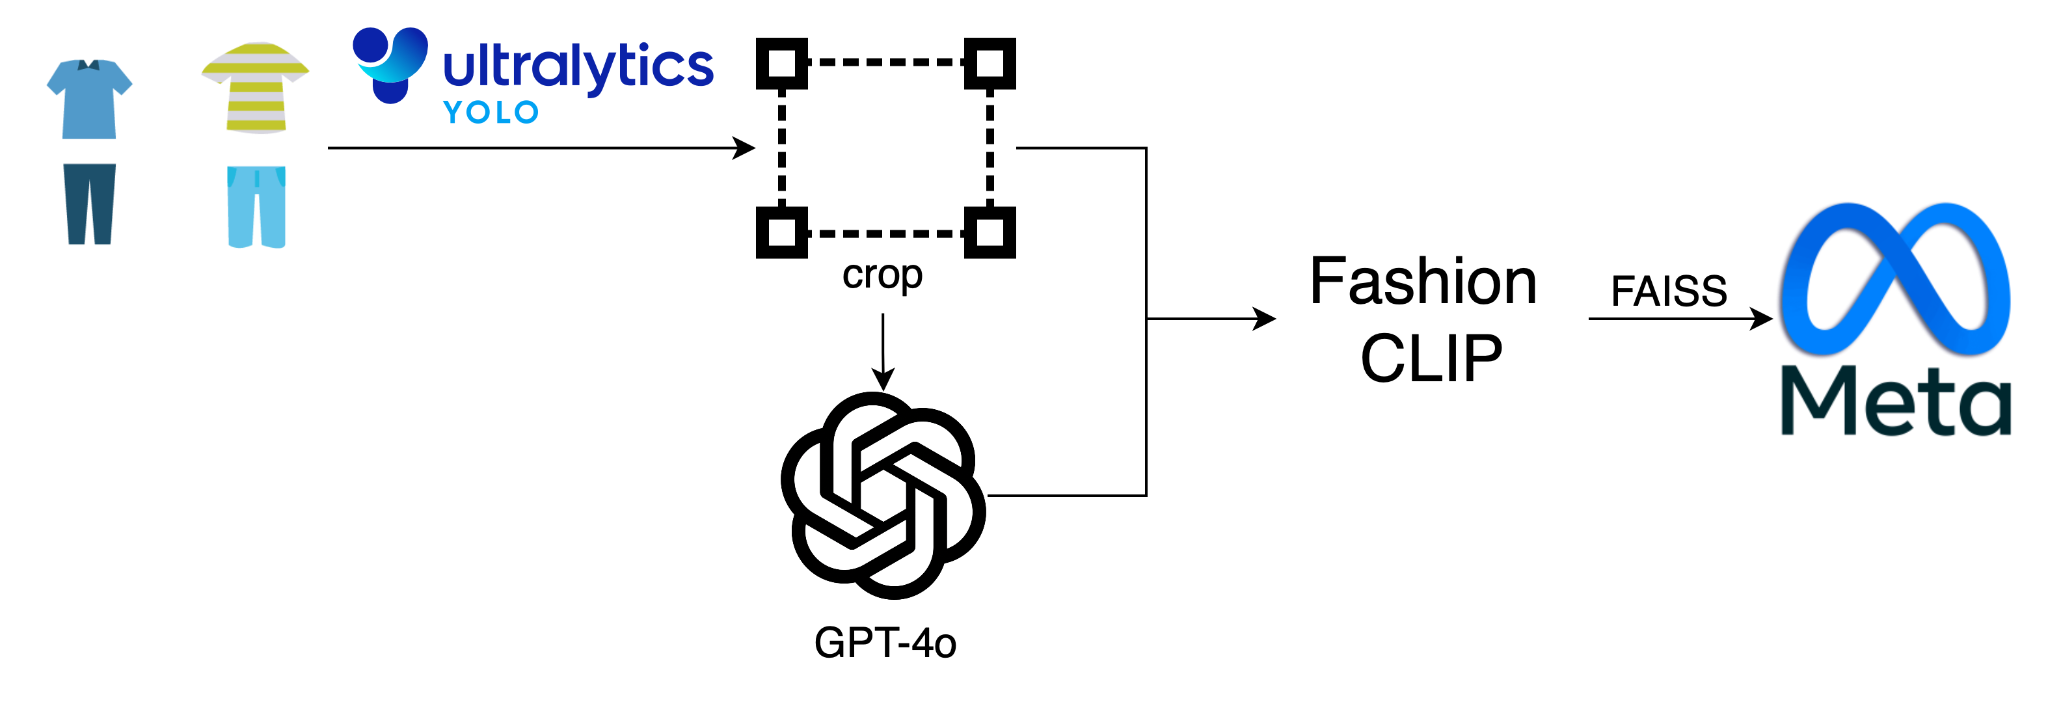 ultralytics
YOLO
crop
GPT-4o
Fashion
CLIP
FAISS
Meta